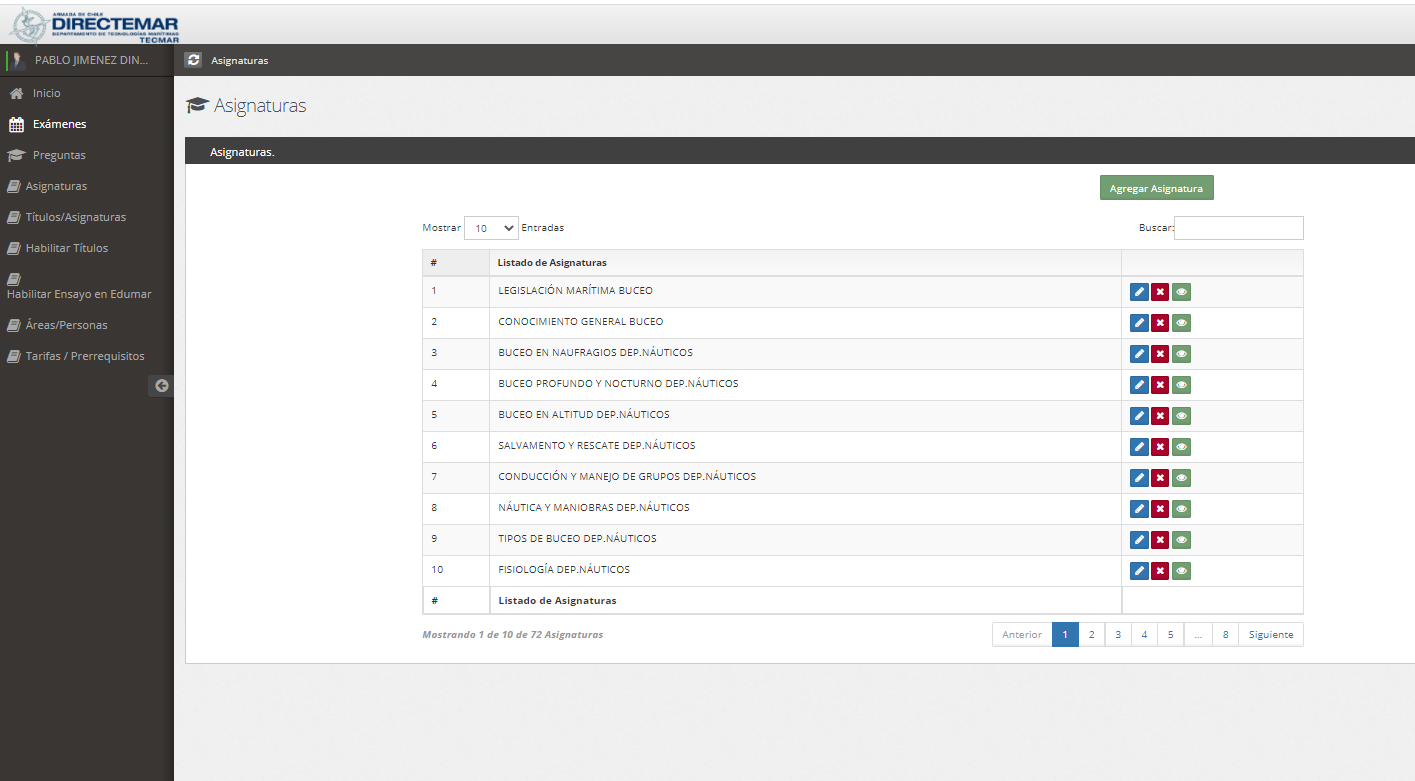 ARMADA DE CHILE
DIRECTEMAR
DEPARTAMENTO DE TECNOLOGÍAS MARÍTIMAS
TECMAR
PABLO JIMENEZ DIN...
Asignaturas
Inicio
Exámenes
Preguntas
Asignaturas
Títulos/Asignaturas
Habilitar Títulos
Habilitar Ensayo en Edumar
Áreas/Personas
Tarifas / Prerrequisitos
Asignaturas
Asignaturas.
Agregar Asignatura
Mostrar 10 Entradas Buscar:
# Listado de Asignaturas
1 LEGISLACIÓN MARÍTIMA BUCEO
2 CONOCIMIENTO GENERAL BUCEO
3 BUCEO EN NAUFRAGIOS DEP.NÁUTICOS
4 BUCEO PROFUNDO Y NOCTURNO DEP.NÁUTICOS
5 BUCEO EN ALTITUD DEP.NÁUTICOS
6 SALVAMENTO Y RESCATE DEP.NÁUTICOS
7 CONDUCCIÓN Y MANEJO DE GRUPOS DEP.NÁUTICOS
8 NÁUTICA Y MANIOBRAS DEP.NÁUTICOS
9 TIPOS DE BUCEO DEP.NÁUTICOS
10 FISIOLOGÍA DEP.NÁUTICOS
# Listado de Asignaturas
Mostrando 1 de 10 de 72 Asignaturas Anterior 1 2 3 4 5 ... 8 Siguiente